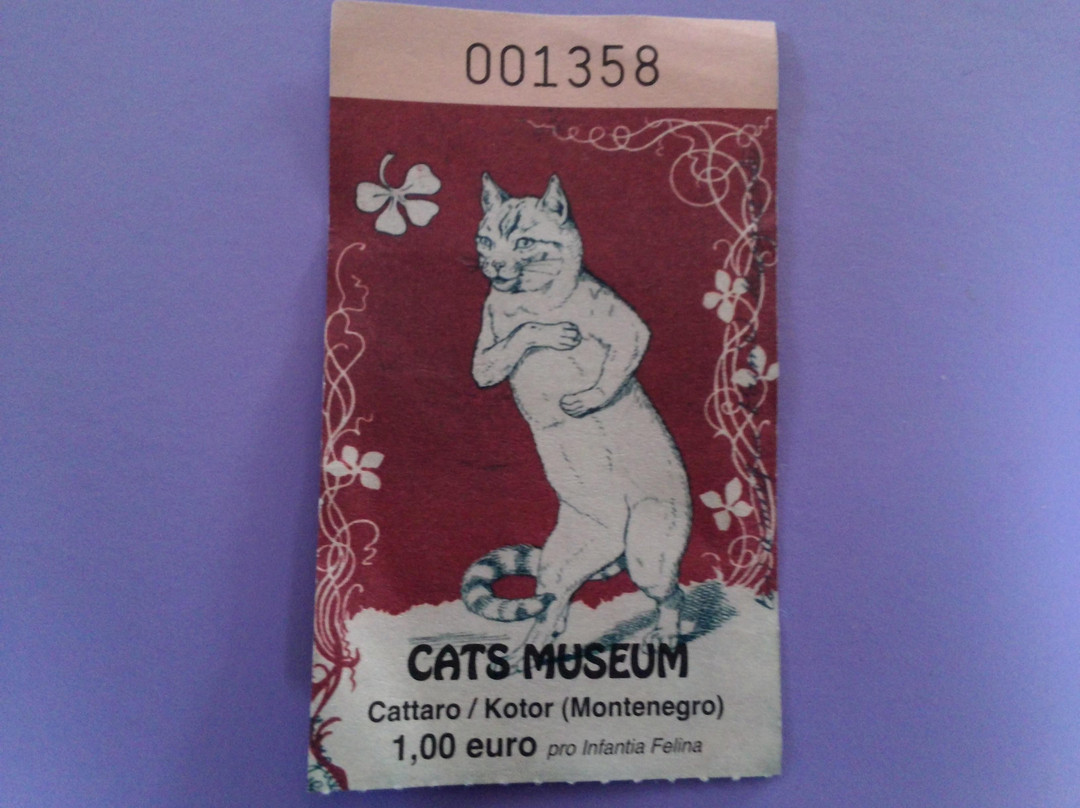 001358
CATS MUSEUM
Cattaro / Kotor (Montenegro)
1,00 euro pro Infantia Felina